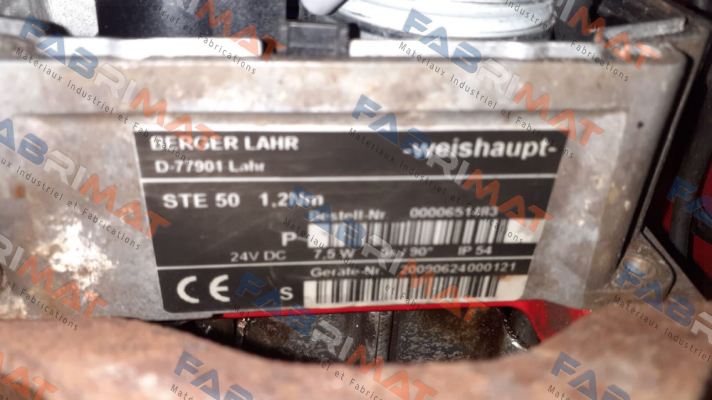 BERGER LAHR
-weishaupt-
D-77901 Lahr
STE 50 1,2Nm
Bestell-Nr
P
24V DC 7,5 W 90° IP 54
Geräte-Nr. 20090624000121
CE S
FABRIMAT
Materiaux Industriel et Fabrications